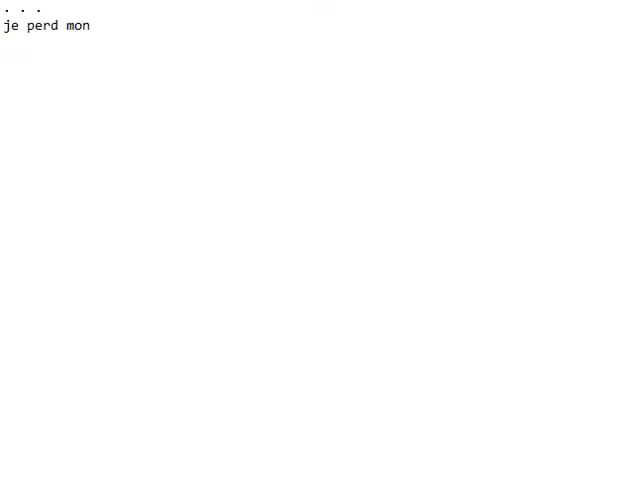 . . .
je perd mon